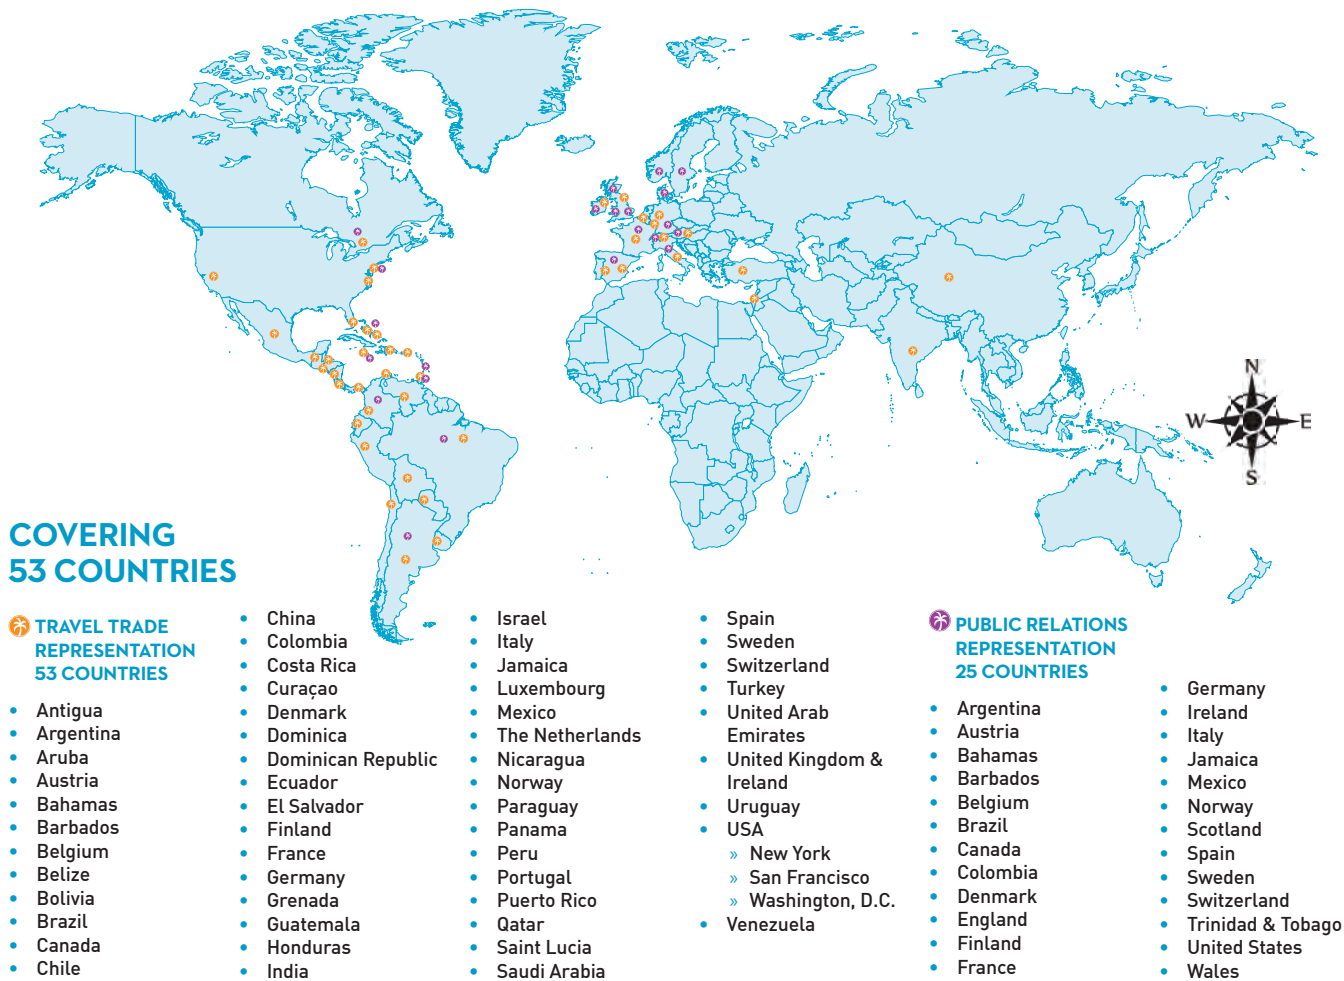 N
W
E
S
COVERING
53 COUNTRIES
TRAVEL TRADE
REPRESENTATION
53 COUNTRIES
• Antigua
• Argentina
• Aruba
• Austria
• Bahamas
• Barbados
• Belgium
• Belize
• Bolivia
• Brazil
• Canada
• Chile
• China
• Colombia
• Costa Rica
• Curaçao
• Denmark
• Dominica
• Dominican Republic
• Ecuador
• El Salvador
• Finland
• France
• Germany
• Grenada
• Guatemala
• Honduras
• India
• Israel
• Italy
• Jamaica
• Luxembourg
• Mexico
• The Netherlands
• Nicaragua
• Norway
• Paraguay
• Panama
• Peru
• Portugal
• Puerto Rico
• Qatar
• Saint Lucia
• Saudi Arabia
• Spain
• Sweden
• Switzerland
• Turkey
• United Arab
Emirates
• United Kingdom &
Ireland
• Uruguay
• USA
» New York
» San Francisco
» Washington, D.C.
• Venezuela
PUBLIC RELATIONS
REPRESENTATION
25 COUNTRIES
• Argentina
• Austria
• Bahamas
• Barbados
• Belgium
• Brazil
• Canada
• Colombia
• Denmark
• England
• Finland
• France
• Germany
• Ireland
• Italy
• Jamaica
• Mexico
• Norway
• Scotland
• Spain
• Sweden
• Switzerland
• Trinidad & Tobago
• United States
• Wales